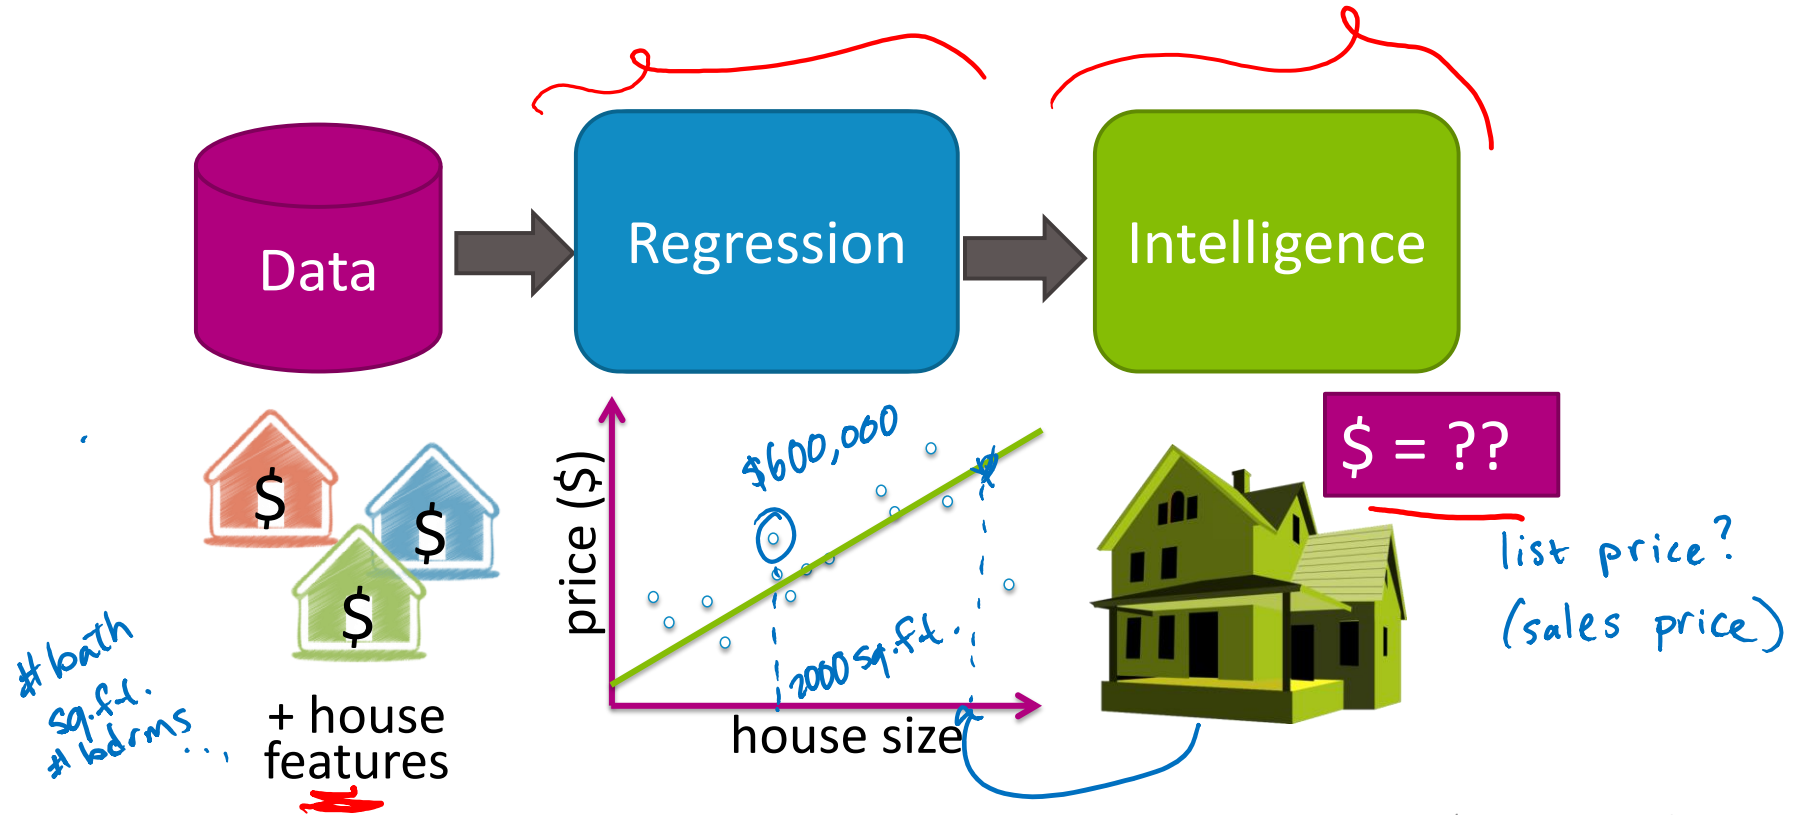 Data
Regression
Intelligence
$
$
$
#bath
sq.ft.
# bdrms ...
+ house
features
price ($)
$600,000
2000 sq.ft.
house size
$ = ??
list price?
(sales price)